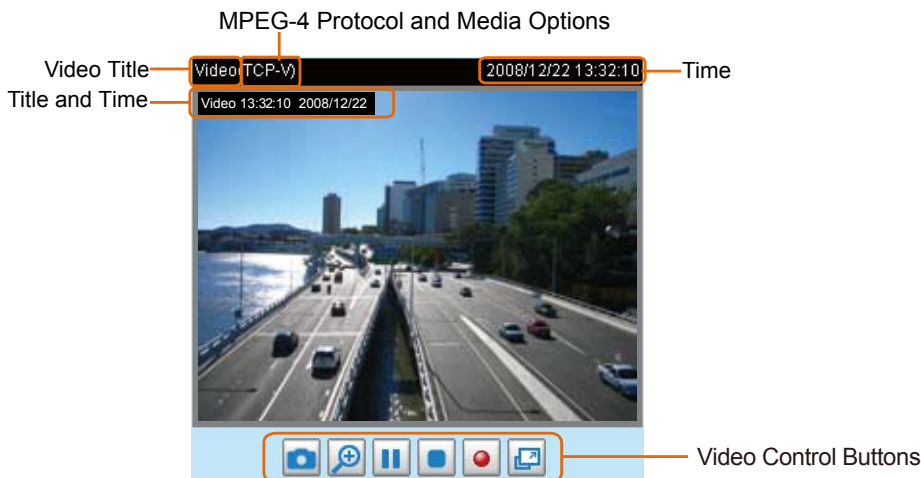 MPEG-4 Protocol and Media Options
Video Title
Video(TCP-V)
2008/12/22 13:32:10
Time
Title and Time
Video 13:32:10 2008/12/22
Video Control Buttons